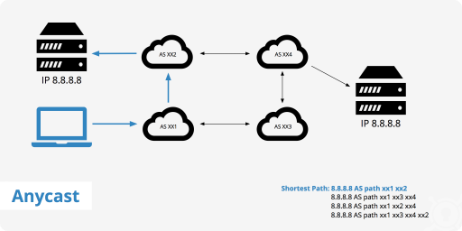 AS XX2
AS XX4
IP 8.8.8.8
IP 8.8.8.8
AS XX1
AS XX3
Anycast
Shortest Path: 8.8.8.8 AS path xx1 xx2
8.8.8.8 AS path xx1 xx3 xx4
8.8.8.8 AS path xx1 xx2 xx4
8.8.8.8 AS path xx1 xx3 xx4 xx2